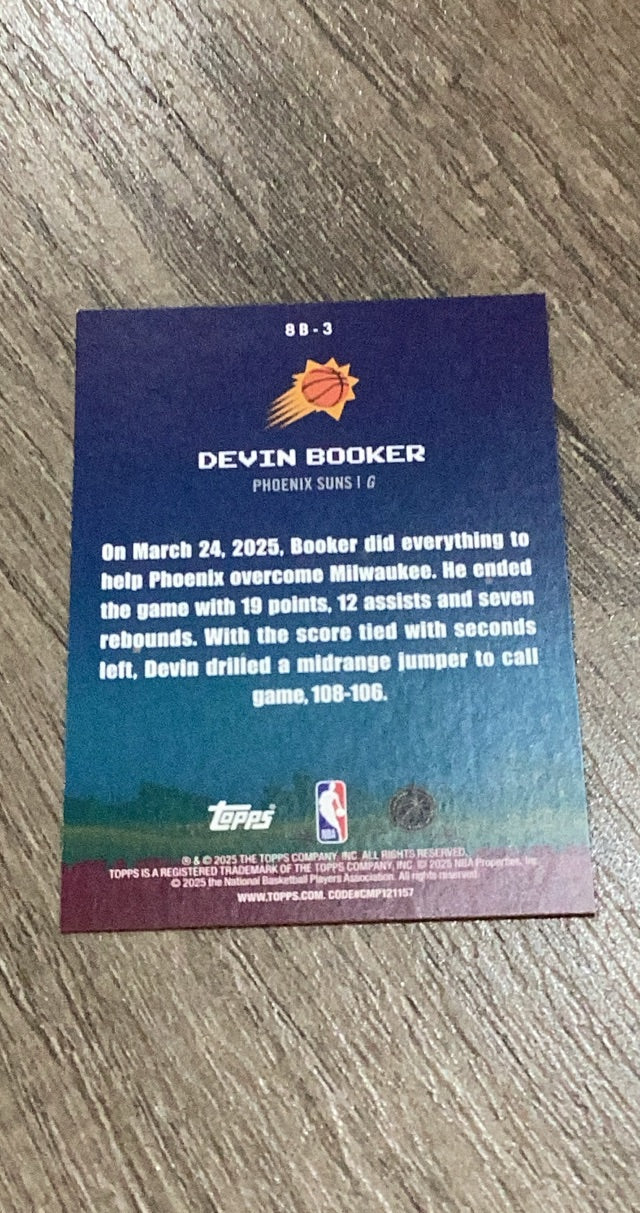 8B-3
DEVIN BOOKER
PHOENIX SUNS | G
On March 24, 2025, Booker did everything to
help Phoenix overcome Milwaukee. He ended
the game with 19 points, 12 assists and seven
rebounds. With the score tied with seconds
left, Devin drilled a midrange jumper to call
game, 108-106.
topps®
NBA
® & © 2025 THE TOPPS COMPANY, INC. ALL RIGHTS RESERVED.
TOPPS IS A REGISTERED TRADEMARK OF THE TOPPS COMPANY, INC. © 2025 NBA Properties, Inc.
© 2025 the National Basketball Players Association. All rights reserved.
WWW.TOPPS.COM. CODE#CMP121157